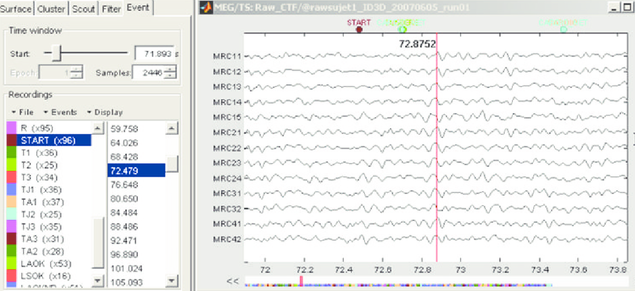 Surface Cluster Scout Filter Event
MEG/TS: Raw_CTF/@rawsujet1_ID3D_20070605_run01
Time window
Start: 71.893 s
Epoch: 1 Samples: 2446
Recordings
File Events Display
R (x95)
START (x96)
T1 (x36)
T2 (x25)
T3 (x34)
TJ1 (x36)
TA1 (x37)
TJ2 (x25)
TJ3 (x35)
TA3 (x31)
TA2 (x28)
LAOK (x53)
LSOK (x16)
59.758
64.026
68.428
72.479
76.648
80.650
84.484
88.486
92.471
96.890
101.024
105.093
START
72.8752
MRC11
MRC12
MRC13
MRC14
MRC15
MRC21
MRC22
MRC23
MRC24
MRC31
MRC32
MRC41
MRC42
72 72.2 72.4 72.6 72.8 73 73.2 73.4 73.6 73.8
<<